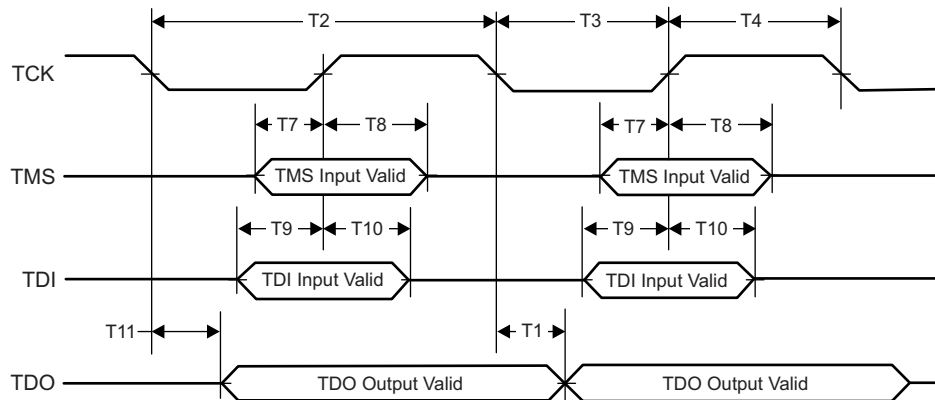 T2 T3 T4
TCK
T7 T8 T7 T8
TMS TMS Input Valid TMS Input Valid
T9 T10 T9 T10
TDI TDI Input Valid TDI Input Valid
T11 T1
TDO TDO Output Valid TDO Output Valid